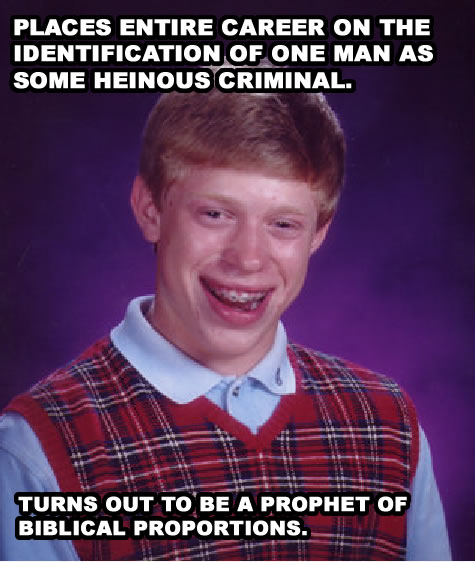 PLACES ENTIRE CAREER ON THE
IDENTIFICATION OF ONE MAN AS
SOME HEINOUS CRIMINAL.
TURNS OUT TO BE A PROPHET OF
BIBLICAL PROPORTIONS.